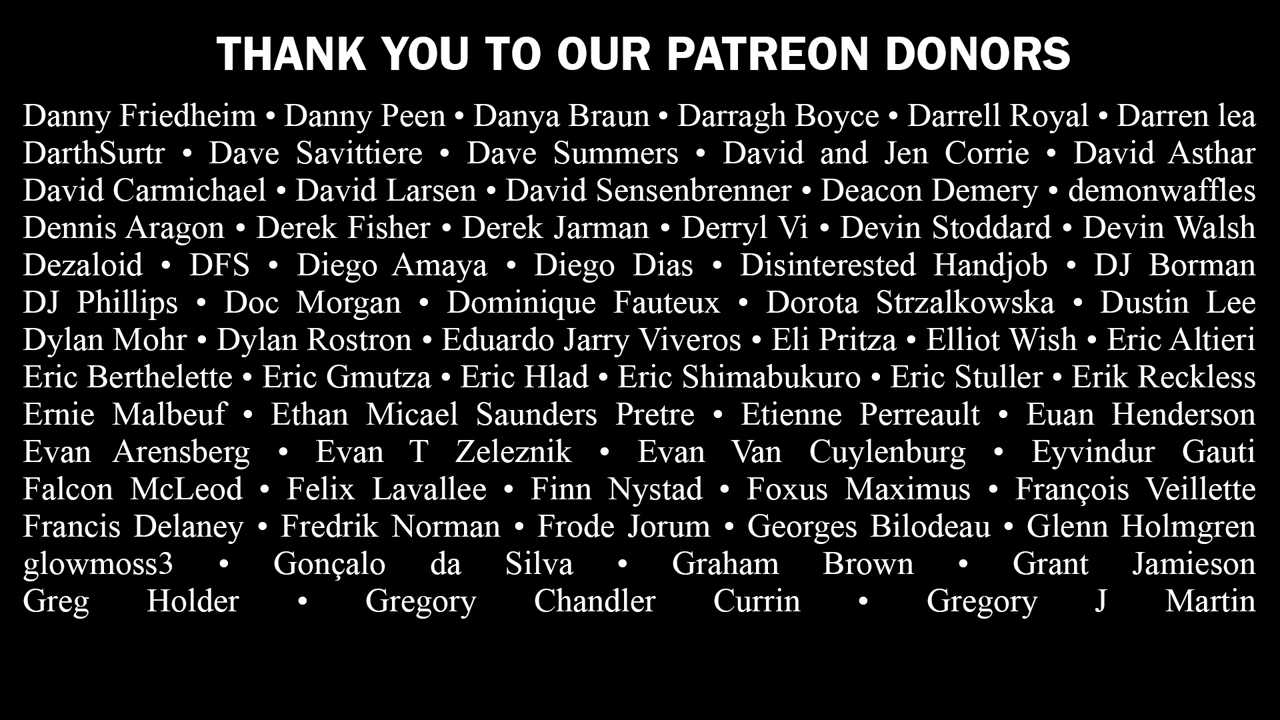 THANK YOU TO OUR PATREON DONORS
Danny Friedheim • Danny Peen • Danya Braun • Darragh Boyce • Darrell Royal • Darren lea
DarthSurtr • Dave Savittiere • Dave Summers • David and Jen Corrie • David Asthar
David Carmichael • David Larsen • David Sensenbrenner • Deacon Demery • demonwaffles
Dennis Aragon • Derek Fisher • Derek Jarman • Derryl Vi • Devin Stoddard • Devin Walsh
Dezaloid • DFS • Diego Amaya • Diego Dias • Disinterested Handjob • DJ Borman
DJ Phillips • Doc Morgan • Dominique Fauteux • Dorota Strzalkowska • Dustin Lee
Dylan Mohr • Dylan Rostron • Eduardo Jarry Viveros • Eli Pritza • Elliot Wish • Eric Altieri
Eric Berthelette • Eric Gmutza • Eric Hlad • Eric Shimabukuro • Eric Stuller • Erik Reckless
Ernie Malbeuf • Ethan Micael Saunders Pretre • Etienne Perreault • Euan Henderson
Evan Arensberg • Evan T Zeleznik • Evan Van Cuylenburg • Eyvindur Gauti
Falcon McLeod • Felix Lavallee • Finn Nystad • Foxus Maximus • François Veillette
Francis Delaney • Fredrik Norman • Frode Jorum • Georges Bilodeau • Glenn Holmgren
glowmoss3 • Gonçalo da Silva • Graham Brown • Grant Jamieson
Greg Holder • Gregory Chandler Currin • Gregory J Martin